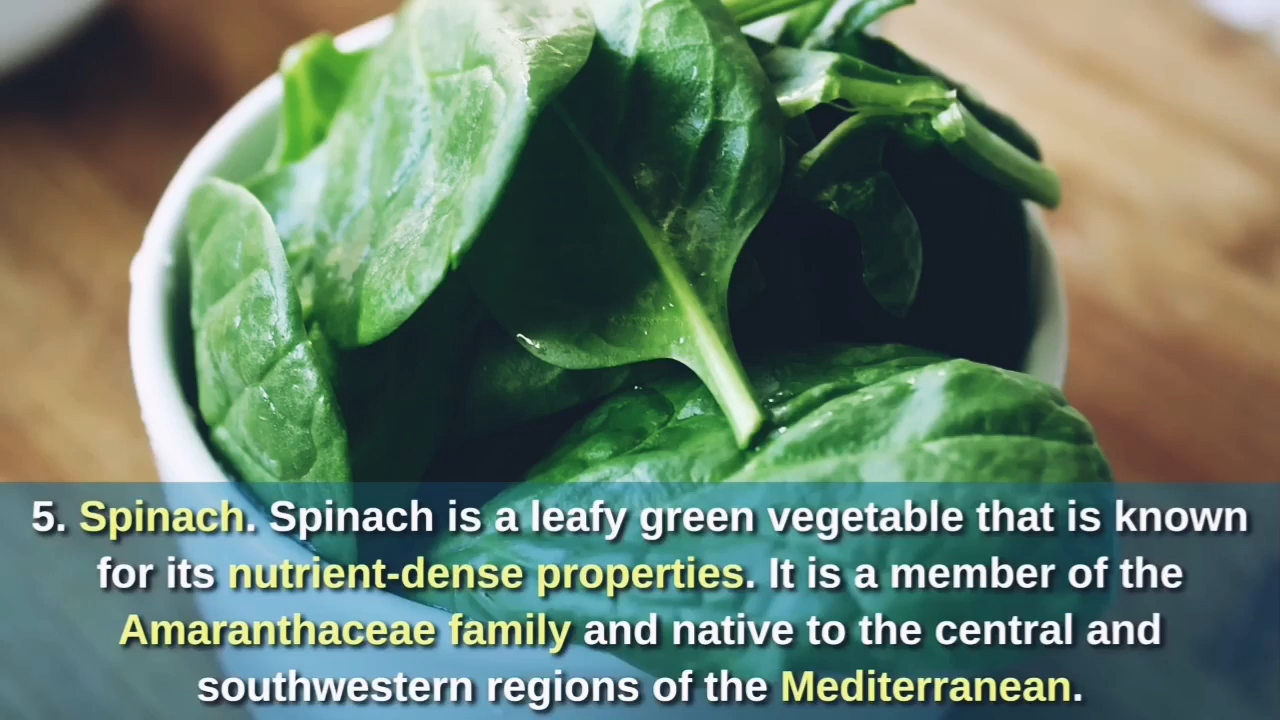 5. Spinach. Spinach is a leafy green vegetable that is known
for its nutrient-dense properties. It is a member of the
Amaranthaceae family and native to the central and
southwestern regions of the Mediterranean.